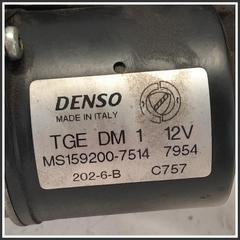 DENSO
MADE IN ITALY
TGE DM 1 12V
MS159200-7514 7954
202-6-B C757